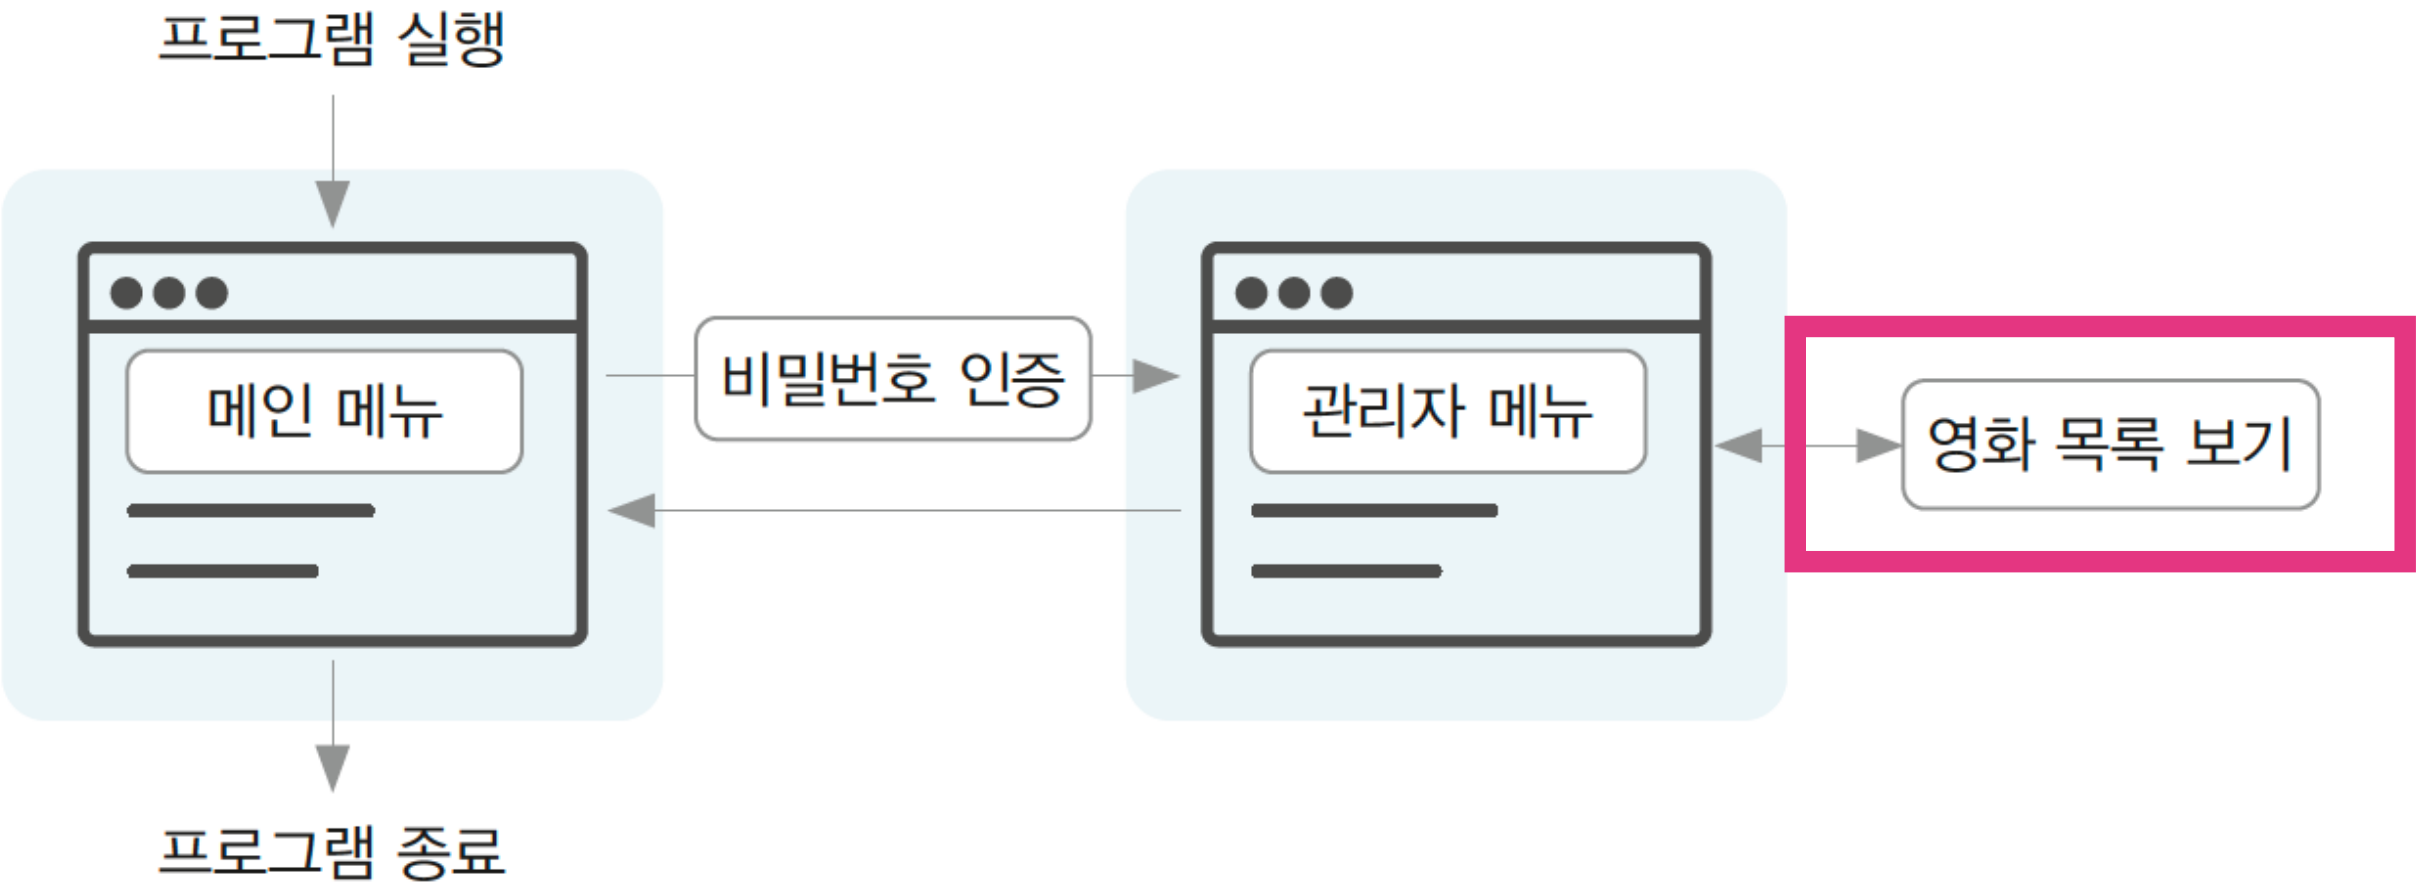 프로그램 실행
메인 메뉴
비밀번호 인증
관리자 메뉴
영화 목록 보기
프로그램 종료